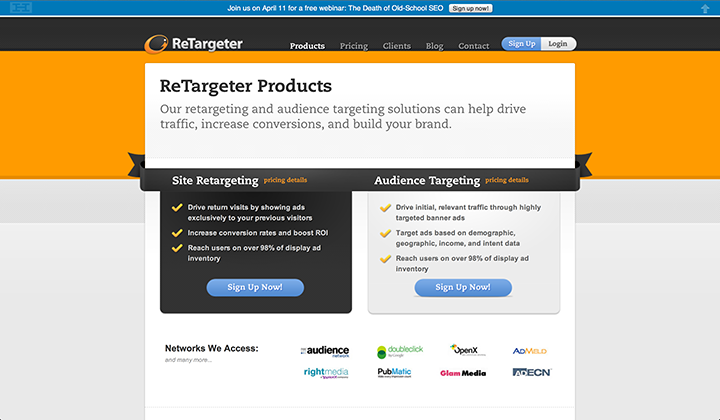 Join us on April 11 for a free webinar: The Death of Old-School SEO Sign up now!
ReTargeter Products Pricing Clients Blog Contact Sign Up Login
ReTargeter Products
Our retargeting and audience targeting solutions can help drive
traffic, increase conversions, and build your brand.
Site Retargeting pricing details
Drive return visits by showing ads
exclusively to your previous visitors
Increase conversion rates and boost ROI
Reach users on over 98% of display ad
inventory
Sign Up Now!
Audience Targeting pricing details
Drive initial, relevant traffic through highly
targeted banner ads
Target ads based on demographic,
geographic, income, and intent data
Reach users on over 98% of display ad
inventory
Sign Up Now!
Networks We Access:
and many more...
audience
network
doubleclick
by Google
OpenX
ADMELD
rightmedia
from YAHOO!
PubMatic
Glam Media
ADECN